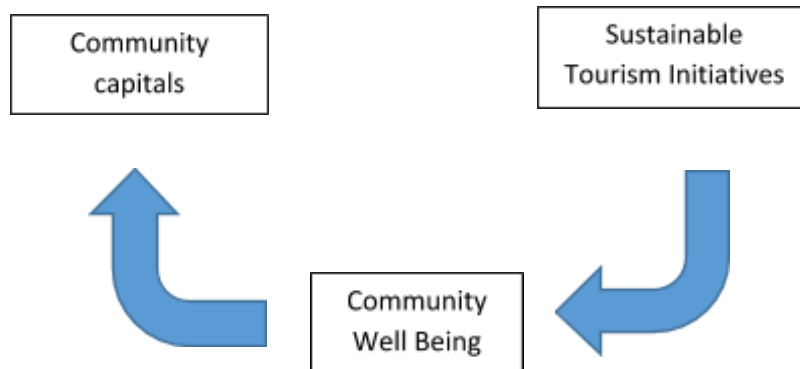 Community
capitals
Sustainable
Tourism Initiatives
Community
Well Being